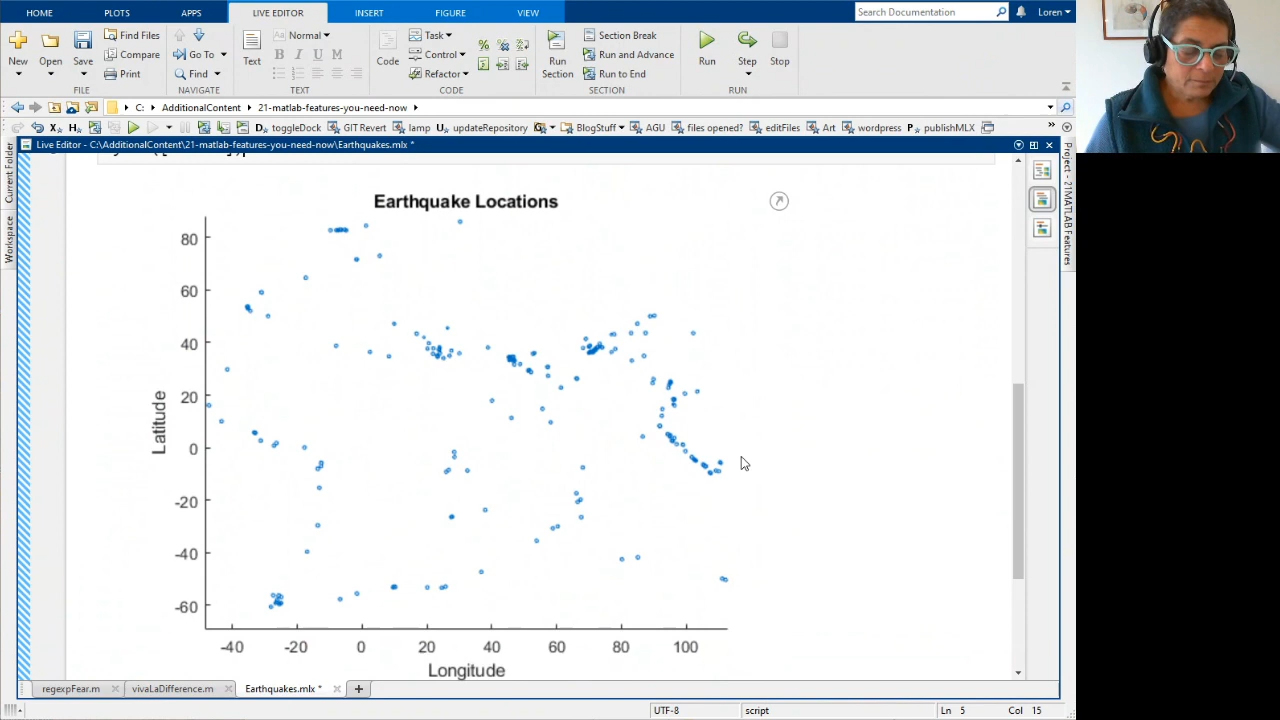 HOME PLOTS APPS LIVE EDITOR INSERT FIGURE VIEW Search Documentation Loren
New Open Save Find Files Compare Print
Go To Find
Text Normal B I U M
Code Task Control Refactor
Run Section Section Break Run and Advance Run to End
Run Step Stop
FILE NAVIGATE TEXT CODE SECTION RUN
C: AdditionalContent 21-matlab-features-you-need-now
toggleDock GIT Revert lamp updateRepository BlogStuff AGU files opened? editFiles Art wordpress publishMLX
Live Editor - C:\AdditionalContent\21-matlab-features-you-need-now\Earthquakes.mlx *
Current Folder
Workspace
Project - 21MATLAB Features
Earthquake Locations
80
60
40
20
0
-20
-40
-60
Latitude
-40 -20 0 20 40 60 80 100
Longitude
regexpFear.m vivaLaDifference.m Earthquakes.mlx *
UTF-8 script Ln 5 Col 15